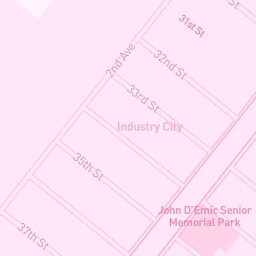 31st St
2nd Ave
32nd St
33rd St
Industry City
35th St
John D'Emic Senior
Memorial Park
37th St